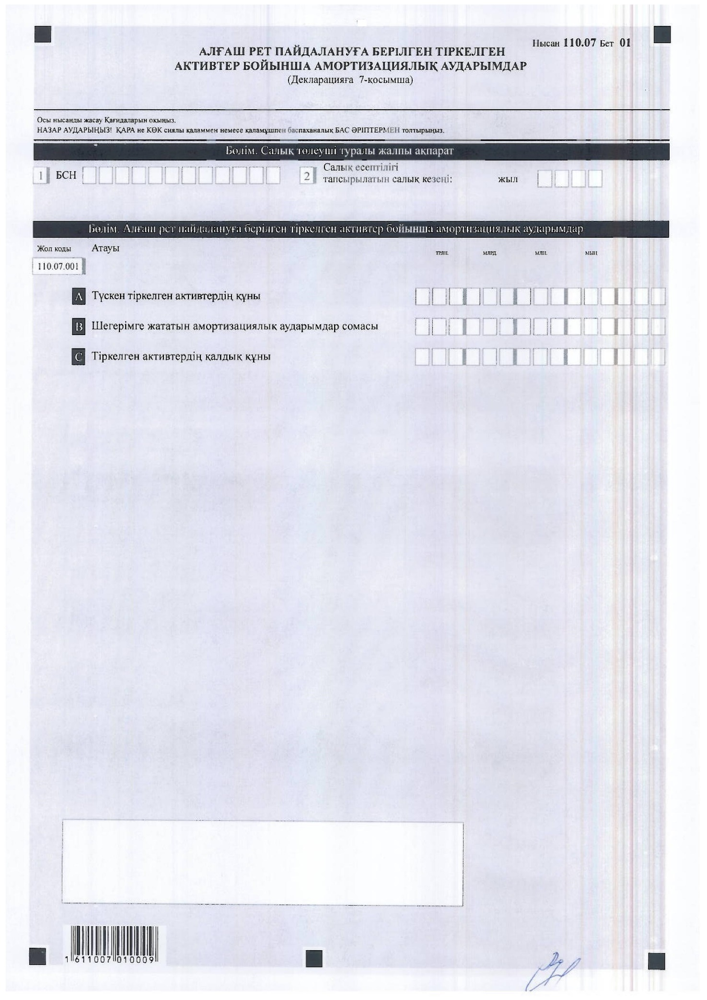 Нысан 110.07 Бет 01
АЛҒАШ РЕТ ПАЙДАЛАНУҒА БЕРІЛГЕН ТІРКЕЛГЕН
АКТИВТЕР БОЙЫНША АМОРТИЗАЦИЯЛЫҚ АУДАРЫМДАР
(Декларацияға 7-қосымша)
Осы нысанды жасау Қағидаларын оқыңыз.
НАЗАР АУДАРЫҢЫЗ! ҚАРА не КӨК сиялы қаламмен немесе қаламұшпен баспаханалық БАС ӘРІПТЕРМЕН толтырыңыз.
Бөлім. Салық төлеуші туралы жалпы ақпарат
1 БСН
2 Салық есептілігі
тапсырылатын салық кезеңі: жыл
Бөлім. Алғаш рет пайдалануға берілген тіркелген активтер бойынша амортизациялық аударымдар
Жол коды Атауы трлн. млрд. млн. мың
110.07.001
A Түскен тіркелген активтердің құны
B Шегерімге жататын амортизациялық аударымдар сомасы
C Тіркелген активтердің қалдық құны
1 611007 010009